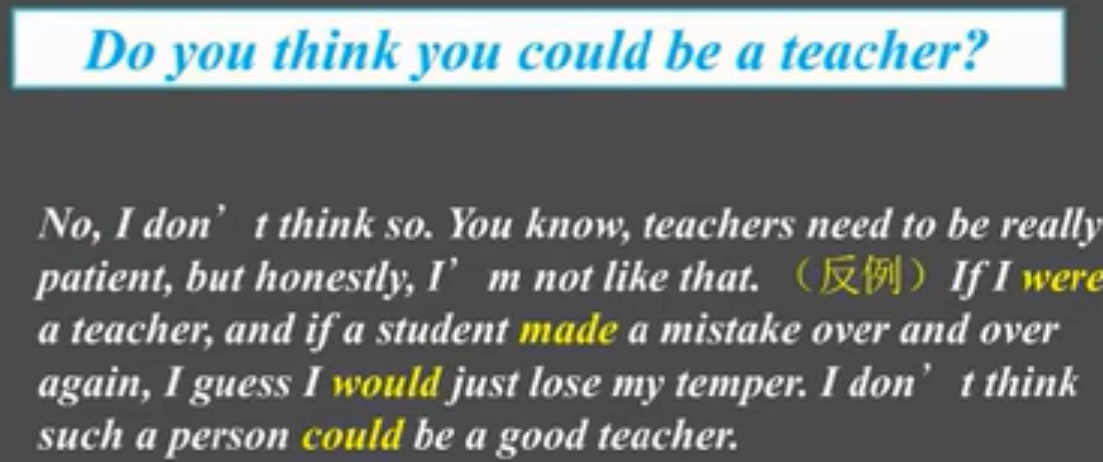 Do you think you could be a teacher?
No, I don’t think so. You know, teachers need to be really
patient, but honestly, I’m not like that. （反例） If I were
a teacher, and if a student made a mistake over and over
again, I guess I would just lose my temper. I don’t think
such a person could be a good teacher.